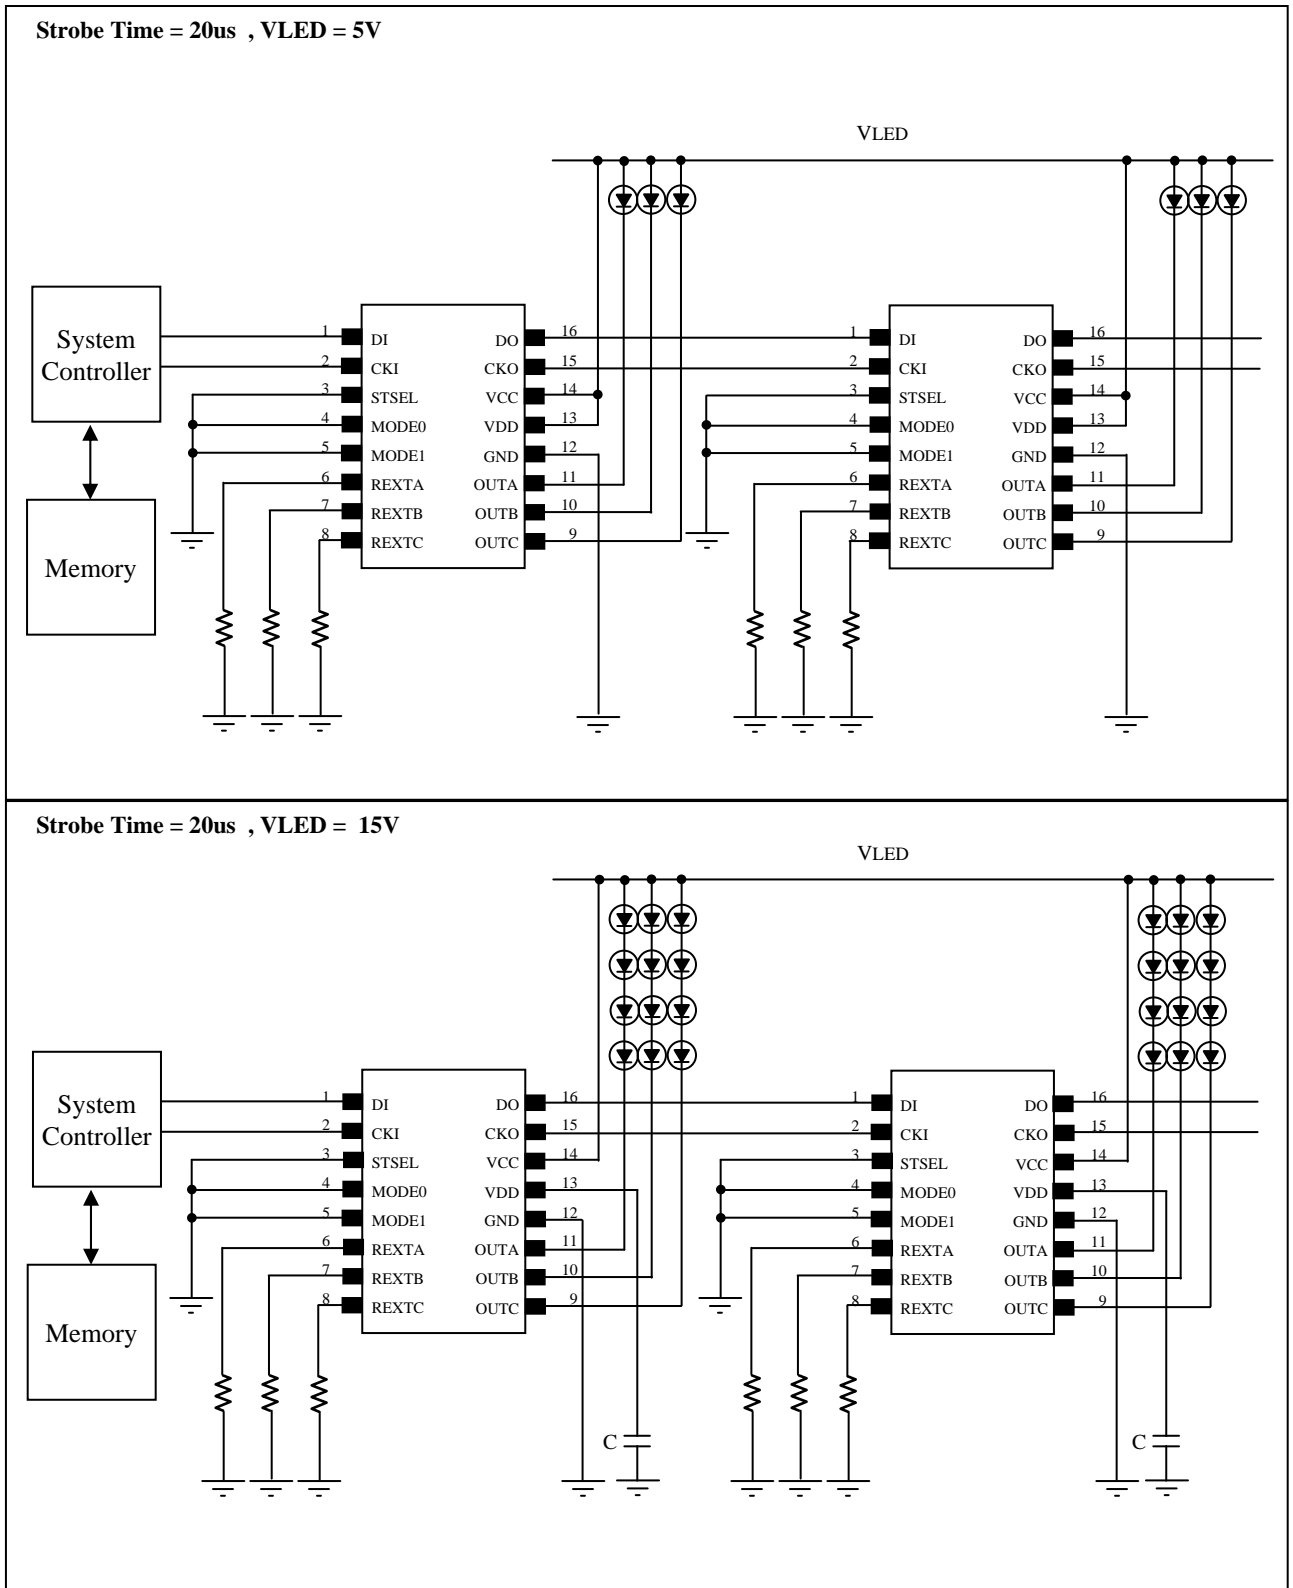 Strobe Time = 20us , VLED = 5V
VLED
System
Controller
Memory
1 DI DO 16
2 CKI CKO 15
3 STSEL VCC 14
4 MODE0 VDD 13
5 MODE1 GND 12
6 REXTA OUTA 11
7 REXTB OUTB 10
8 REXTC OUTC 9
1 DI DO 16
2 CKI CKO 15
3 STSEL VCC 14
4 MODE0 VDD 13
5 MODE1 GND 12
6 REXTA OUTA 11
7 REXTB OUTB 10
8 REXTC OUTC 9
Strobe Time = 20us , VLED = 15V
VLED
System
Controller
Memory
1 DI DO 16
2 CKI CKO 15
3 STSEL VCC 14
4 MODE0 VDD 13
5 MODE1 GND 12
6 REXTA OUTA 11
7 REXTB OUTB 10
8 REXTC OUTC 9
C
1 DI DO 16
2 CKI CKO 15
3 STSEL VCC 14
4 MODE0 VDD 13
5 MODE1 GND 12
6 REXTA OUTA 11
7 REXTB OUTB 10
8 REXTC OUTC 9
C